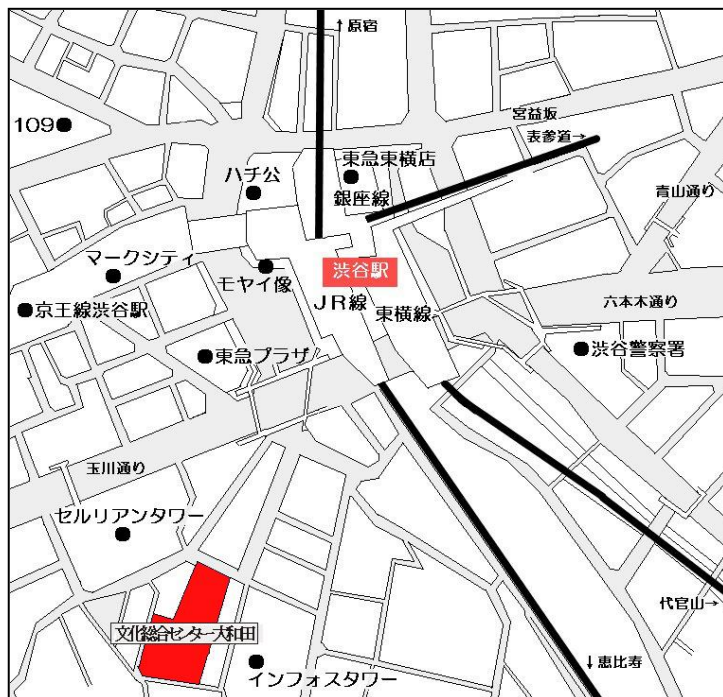 ↑原宿
宮益坂
表参道→
109
東急東横店
ハチ公
銀座線
青山通り
マークシティ
渋谷駅
モヤイ像
JR線
東横線
六本木通り
京王線渋谷駅
東急プラザ
渋谷警察署
玉川通り
セルリアンタワー
代官山→
文化総合センター大和田
↓恵比寿
インフォスタワー